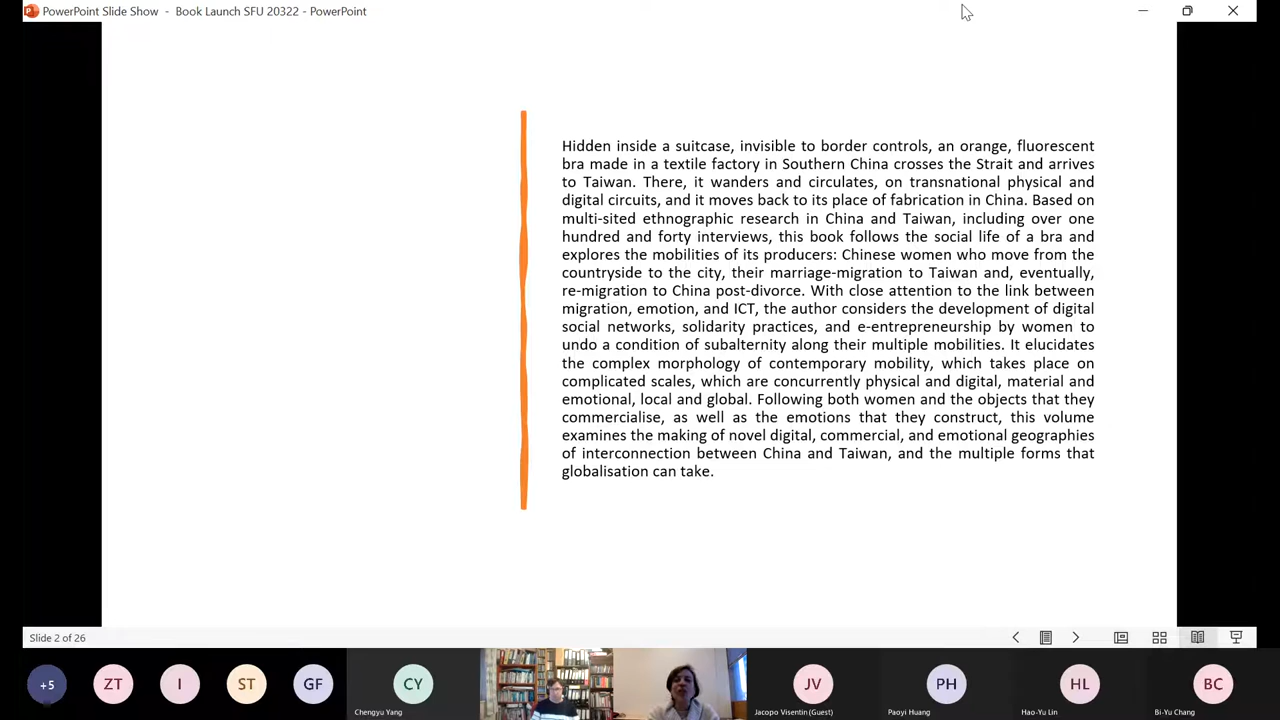 PowerPoint Slide Show - Book Launch SFU 20322 - PowerPoint
Hidden inside a suitcase, invisible to border controls, an orange, fluorescent
bra made in a textile factory in Southern China crosses the Strait and arrives
to Taiwan. There, it wanders and circulates, on transnational physical and
digital circuits, and it moves back to its place of fabrication in China. Based on
multi-sited ethnographic research in China and Taiwan, including over one
hundred and forty interviews, this book follows the social life of a bra and
explores the mobilities of its producers: Chinese women who move from the
countryside to the city, their marriage-migration to Taiwan and, eventually,
re-migration to China post-divorce. With close attention to the link between
migration, emotion, and ICT, the author considers the development of digital
social networks, solidarity practices, and e-entrepreneurship by women to
undo a condition of subalternity along their multiple mobilities. It elucidates
the complex morphology of contemporary mobility, which takes place on
complicated scales, which are concurrently physical and digital, material and
emotional, local and global. Following both women and the objects that they
commercialise, as well as the emotions that they construct, this volume
examines the making of novel digital, commercial, and emotional geographies
of interconnection between China and Taiwan, and the multiple forms that
globalisation can take.
Slide 2 of 26
+5 ZT I ST GF CY JV PH HL BC
Chengyu Yang Jacopo Visentin (Guest) Paoyi Huang Hao-Yu Lin Bi-Yu Chang